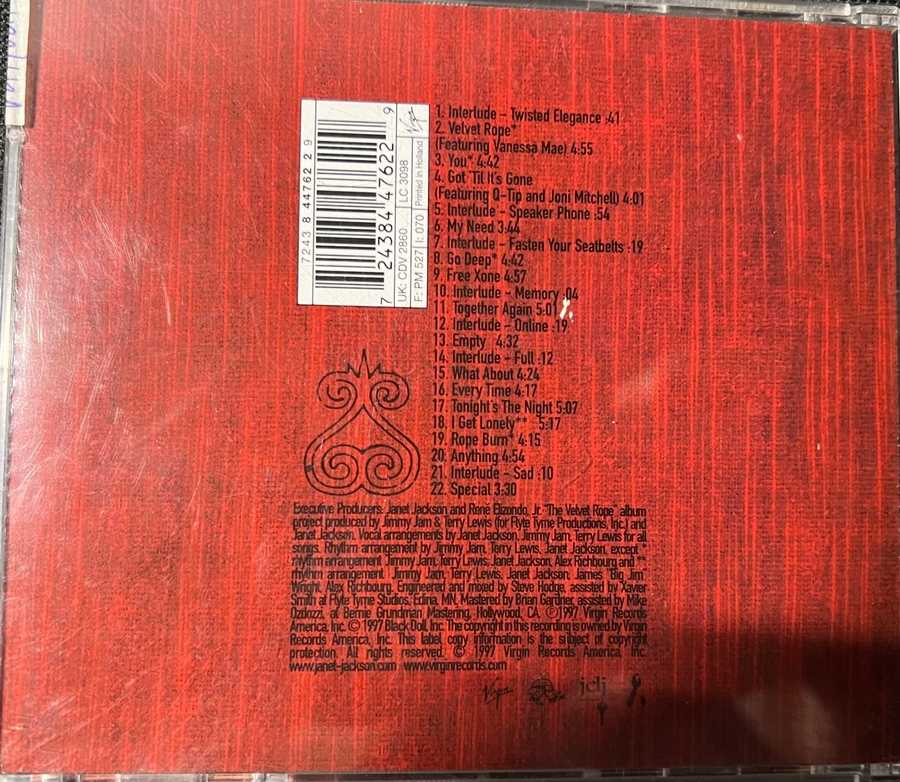 1. Interlude – Twisted Elegance :41
2. Velvet Rope*
(Featuring Vanessa Mae) 4:55
3. You* 4:42
4. Got 'Til It's Gone
(Featuring Q-Tip and Joni Mitchell) 4:01
5. Interlude – Speaker Phone :54
6. My Need 3:44
7. Interlude – Fasten Your Seatbelts :19
8. Go Deep* 4:42
9. Free Xone 4:57
10. Interlude – Memory :04
11. Together Again 5:01
12. Interlude – Online :19
13. Empty 4:32
14. Interlude – Full :12
15. What About 4:24
16. Every Time 4:17
17. Tonight's The Night 5:07
18. I Get Lonely** 5:17
19. Rope Burn* 4:15
20. Anything 4:54
21. Interlude – Sad :10
22. Special 3:30
7243 8 44762 2 9
7 24384 47622 9
UK: CDV 2860
LC 3098
Virgin
F: PM 527
I: 070
Printed in Holland
Executive Producers: Janet Jackson and René Elizondo, Jr. "The Velvet Rope" album
project produced by Jimmy Jam & Terry Lewis (for Flyte Tyme Productions, Inc.) and
Janet Jackson. Vocal arrangements by Janet Jackson, Jimmy Jam, Terry Lewis for all
songs. Rhythm arrangement by Jimmy Jam, Terry Lewis, Janet Jackson, except *
rhythm arrangement Jimmy Jam, Terry Lewis, Janet Jackson, Alex Richbourg and **
rhythm arrangement Jimmy Jam, Terry Lewis, Janet Jackson, James "Big Jim"
Wright, Alex Richbourg. Engineered and mixed by Steve Hodge, assisted by Xavier
Smith at Flyte Tyme Studios, Edina, MN. Mastered by Brian Gardner, assisted by Mike
Dzdozzi, at Bernie Grundman Mastering, Hollywood, CA. ℗1997 Virgin Records
America, Inc. © 1997 Black Doll, Inc. The copyright in this recording is owned by Virgin
Records America, Inc. This label copy information is the subject of copyright
protection. All rights reserved. © 1997 Virgin Records America, Inc.
www.janet-jackson.com www.virginrecords.com
Virgin
jdj